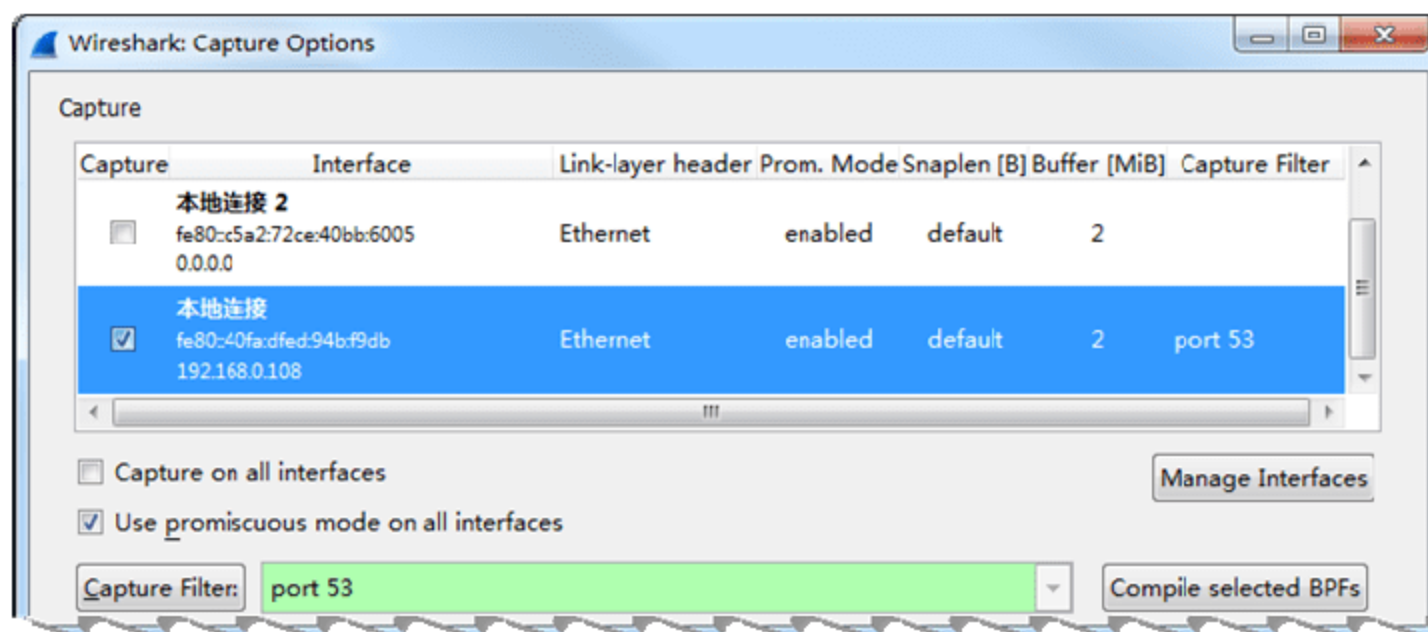 Wireshark: Capture Options
Capture
Capture Interface Link-layer header Prom. Mode Snaplen [B] Buffer [MiB] Capture Filter
本地连接 2
fe80::c5a2:72ce:40bb:6005 Ethernet enabled default 2
0.0.0.0
本地连接
fe80::40fa:dfed:94b:f9db Ethernet enabled default 2 port 53
192.168.0.108
Capture on all interfaces
Manage Interfaces
Use promiscuous mode on all interfaces
Capture Filter: port 53 Compile selected BPFs